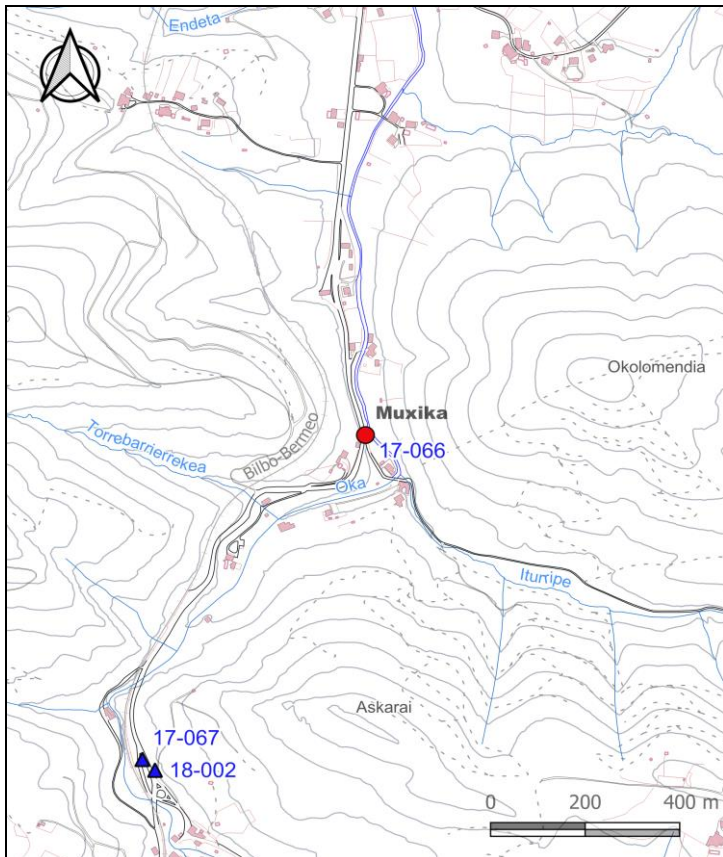 Endeta
Okolomendia
Muxika
17-066
Torrebarrierrekea
Bilbo-Bermeo
Oka
Iturripe
Askarai
17-067
18-002
0 200 400 m